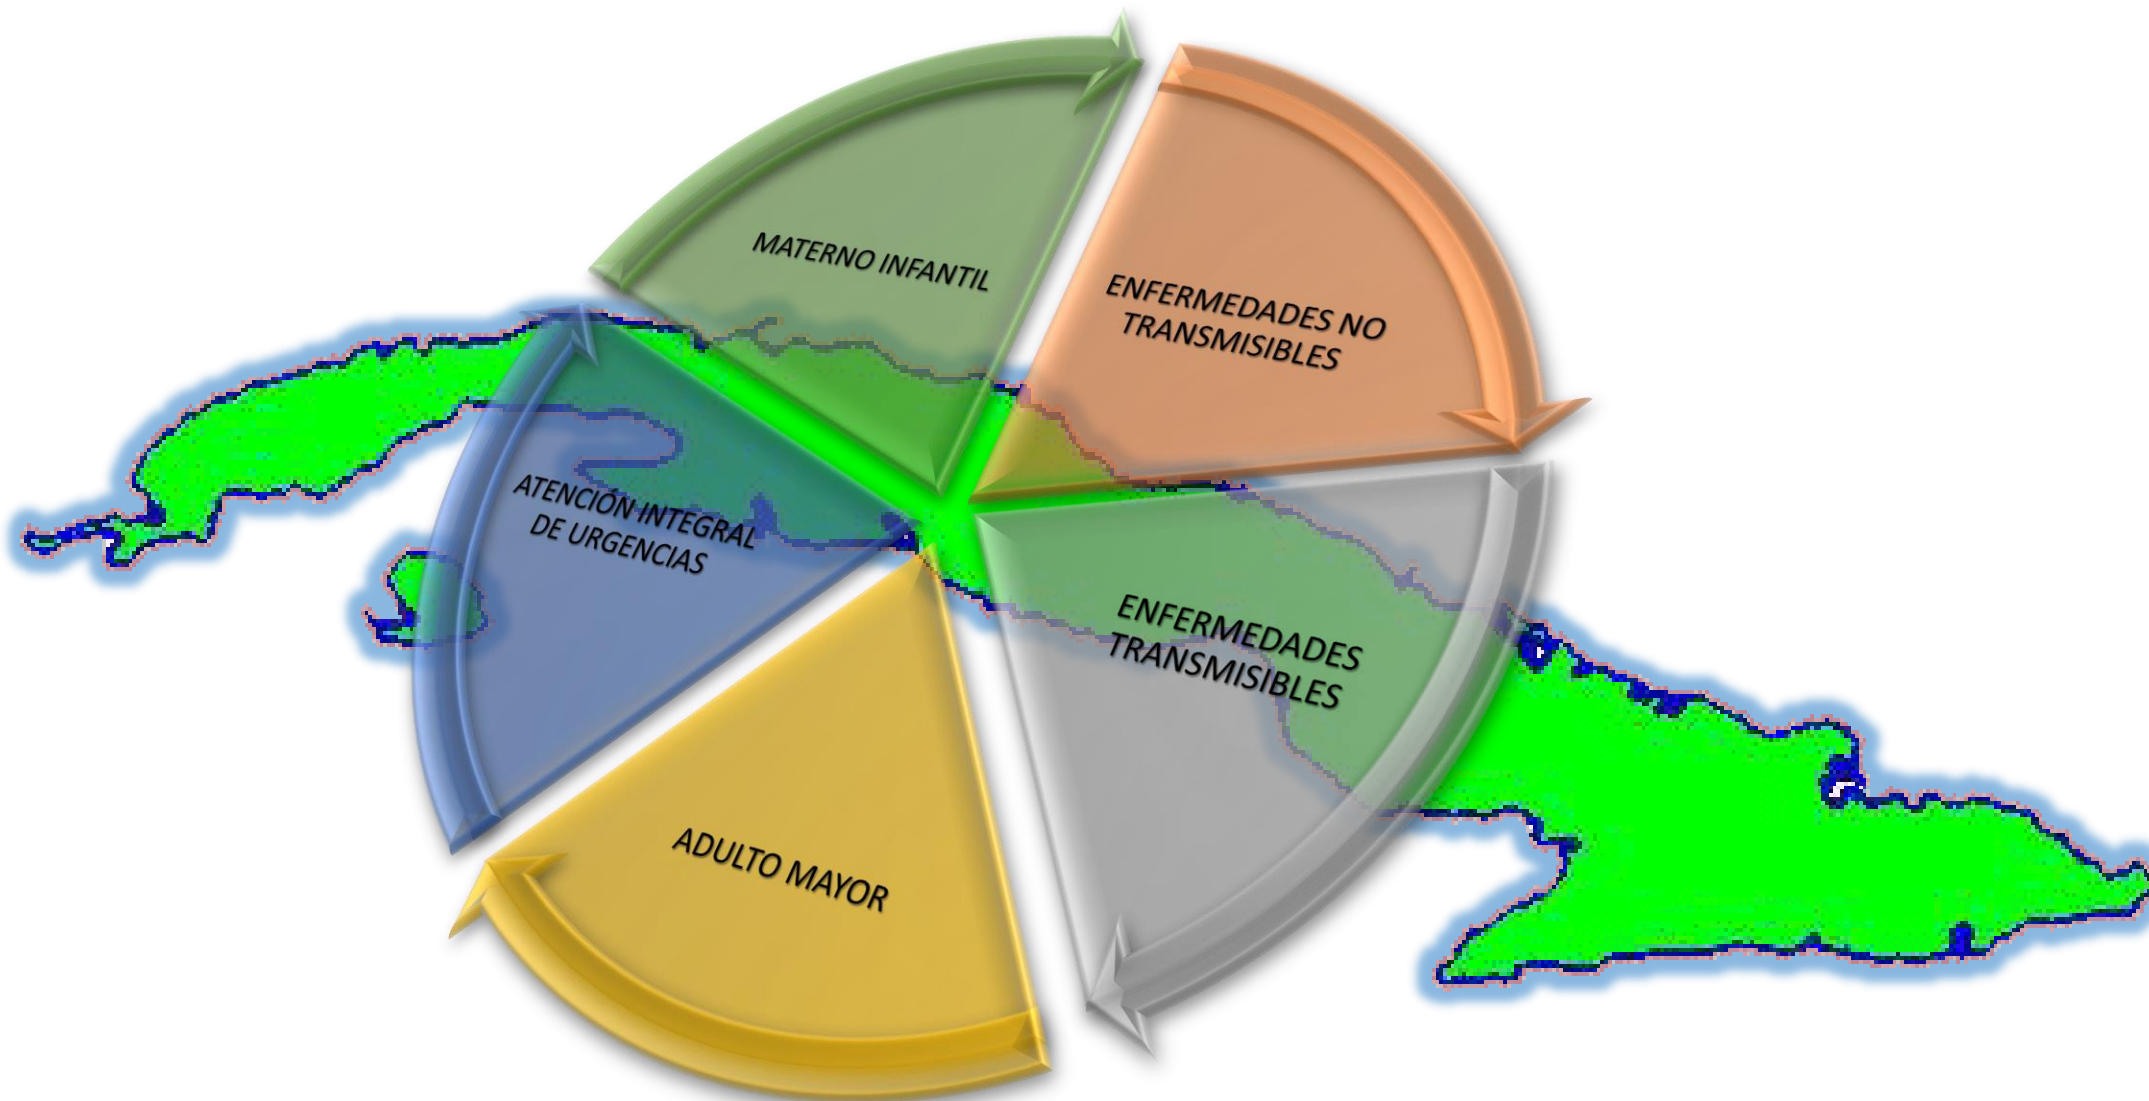 MATERNO INFANTIL
ENFERMEDADES NO
TRANSMISIBLES
ATENCIÓN INTEGRAL
DE URGENCIAS
ENFERMEDADES
TRANSMISIBLES
ADULTO MAYOR